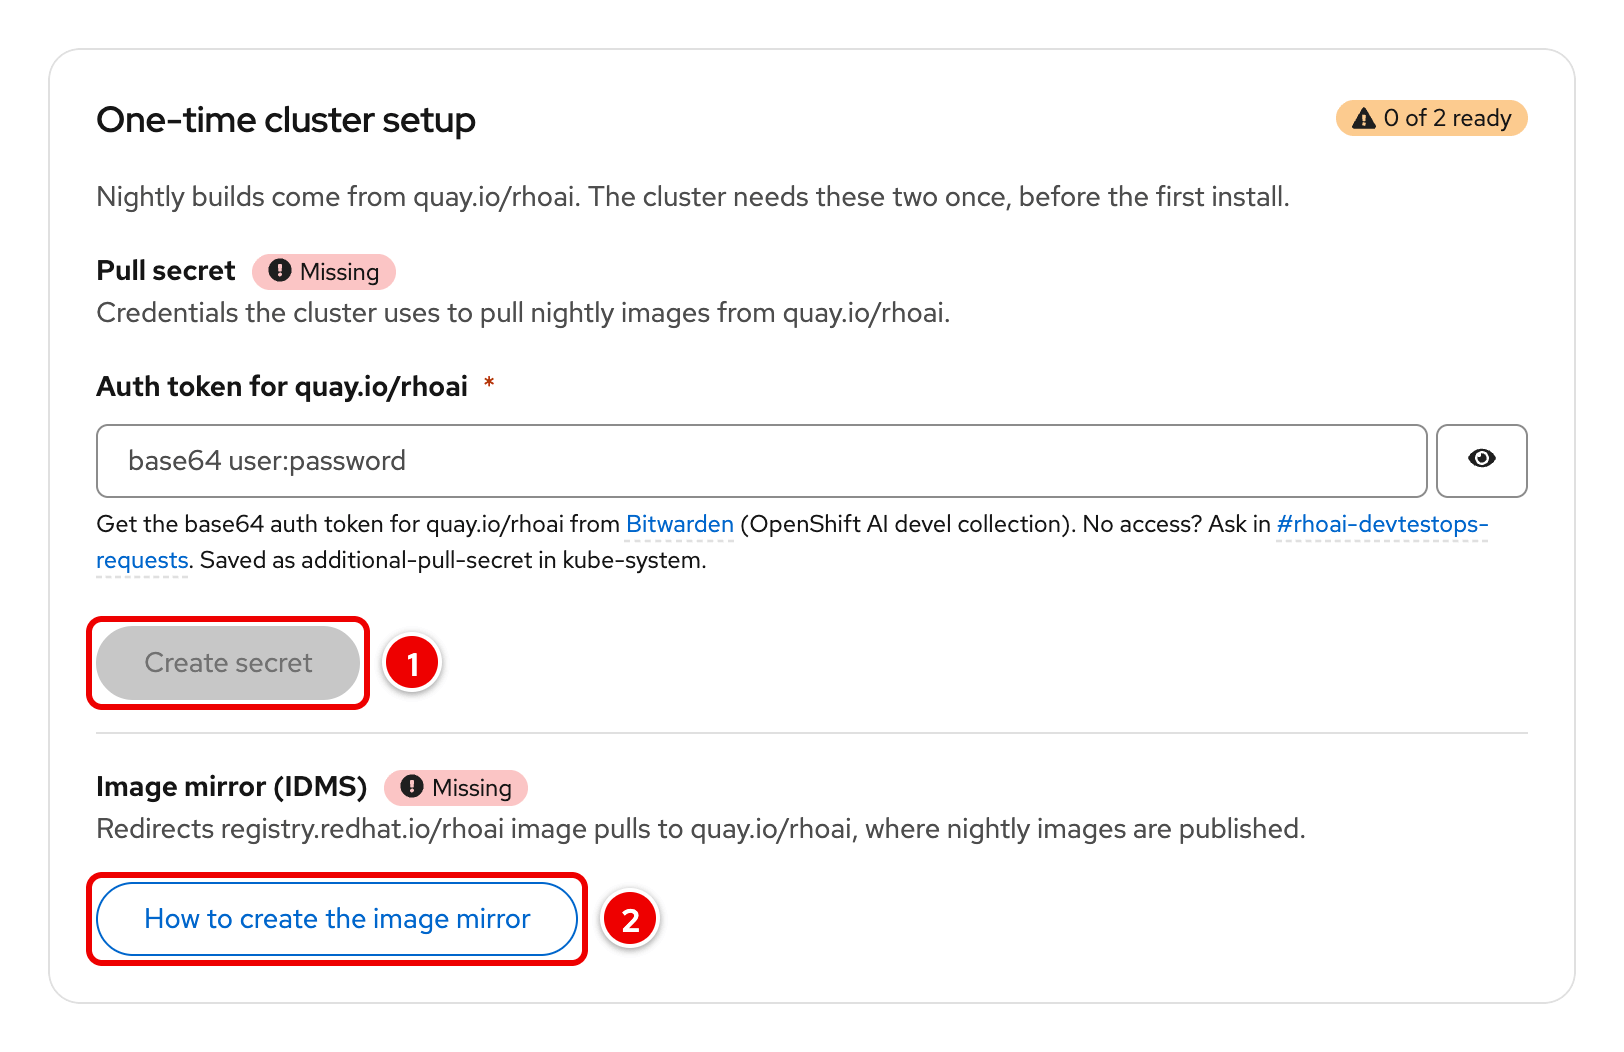 One-time cluster setup
0 of 2 ready
Nightly builds come from quay.io/rhoai. The cluster needs these two once, before the first install.
Pull secret
Missing
Credentials the cluster uses to pull nightly images from quay.io/rhoai.
Auth token for quay.io/rhoai *
base64 user:password
Get the base64 auth token for quay.io/rhoai from Bitwarden (OpenShift AI devel collection). No access? Ask in #rhoai-devtestops-
requests. Saved as additional-pull-secret in kube-system.
Create secret
1
Image mirror (IDMS)
Missing
Redirects registry.redhat.io/rhoai image pulls to quay.io/rhoai, where nightly images are published.
How to create the image mirror
2